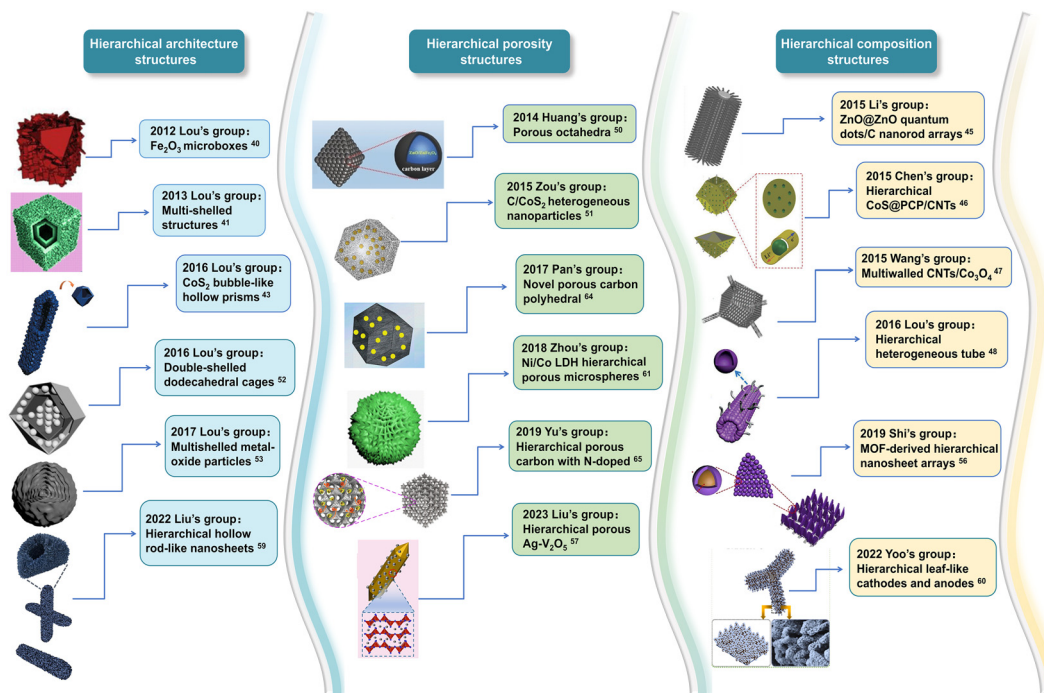 Hierarchical architecture
structures
2012 Lou's group:
Fe₂O₃ microboxes ⁴⁰
2013 Lou's group:
Multi-shelled
structures ⁴¹
2016 Lou's group:
CoS₂ bubble-like
hollow prisms ⁴³
2016 Lou's group:
Double-shelled
dodecahedral cages ⁵²
2017 Lou's group:
Multishelled metal-
oxide particles ⁵³
2022 Liu's group:
Hierarchical hollow
rod-like nanosheets ⁵⁹
Hierarchical porosity
structures
carbon layer
2014 Huang's group:
Porous octahedra ⁵⁰
2015 Zou's group:
C/CoS₂ heterogeneous
nanoparticles ⁵¹
2017 Pan's group:
Novel porous carbon
polyhedral ⁶⁴
2018 Zhou's group:
Ni/Co LDH hierarchical
porous microspheres ⁶¹
2019 Yu's group:
Hierarchical porous
carbon with N-doped ⁶⁵
2023 Liu's group:
Hierarchical porous
Ag-V₂O₅ ⁵⁷
Hierarchical composition
structures
2015 Li's group:
ZnO@ZnO quantum
dots/C nanorod arrays ⁴⁵
2015 Chen's group:
Hierarchical
CoS@PCP/CNTs ⁴⁶
2015 Wang's group:
Multiwalled CNTs/Co₃O₄ ⁴⁷
2016 Lou's group:
Hierarchical
heterogeneous tube ⁴⁸
2019 Shi's group:
MOF-derived hierarchical
nanosheet arrays ⁵⁶
2022 Yoo's group:
Hierarchical leaf-like
cathodes and anodes ⁶⁰